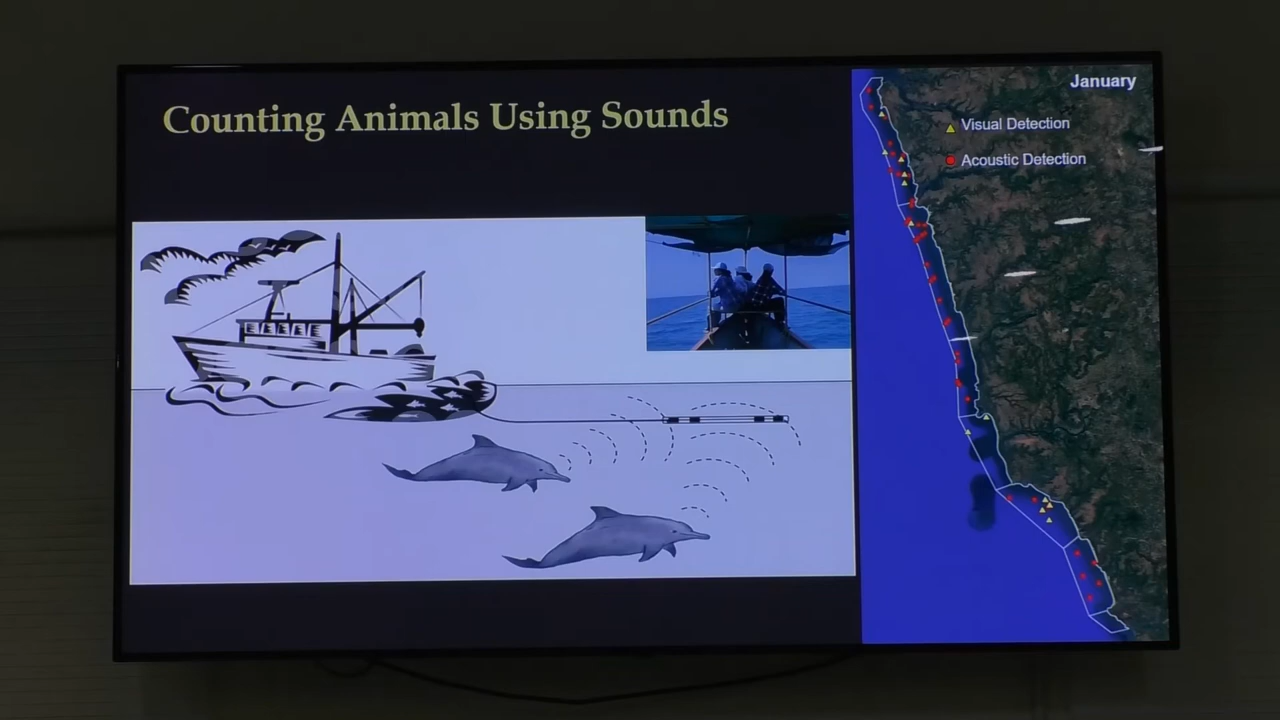 Counting Animals Using Sounds
January
Visual Detection
Acoustic Detection